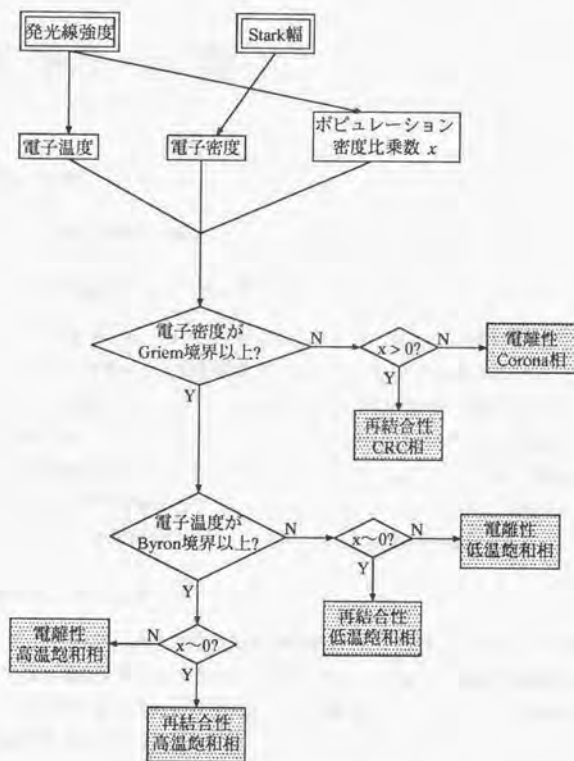 発光線強度
Stark幅
電子温度
電子密度
ポピュレーション
密度比乗数 x
電子密度が
Griem境界以上?
N
x > 0?
N
電離性
Corona相
Y
Y
再結合性
CRC相
電子温度が
Byron境界以上?
N
x~0?
N
電離性
低温飽和相
Y
Y
再結合性
低温飽和相
電離性
高温飽和相
N
x~0?
Y
再結合性
高温飽和相